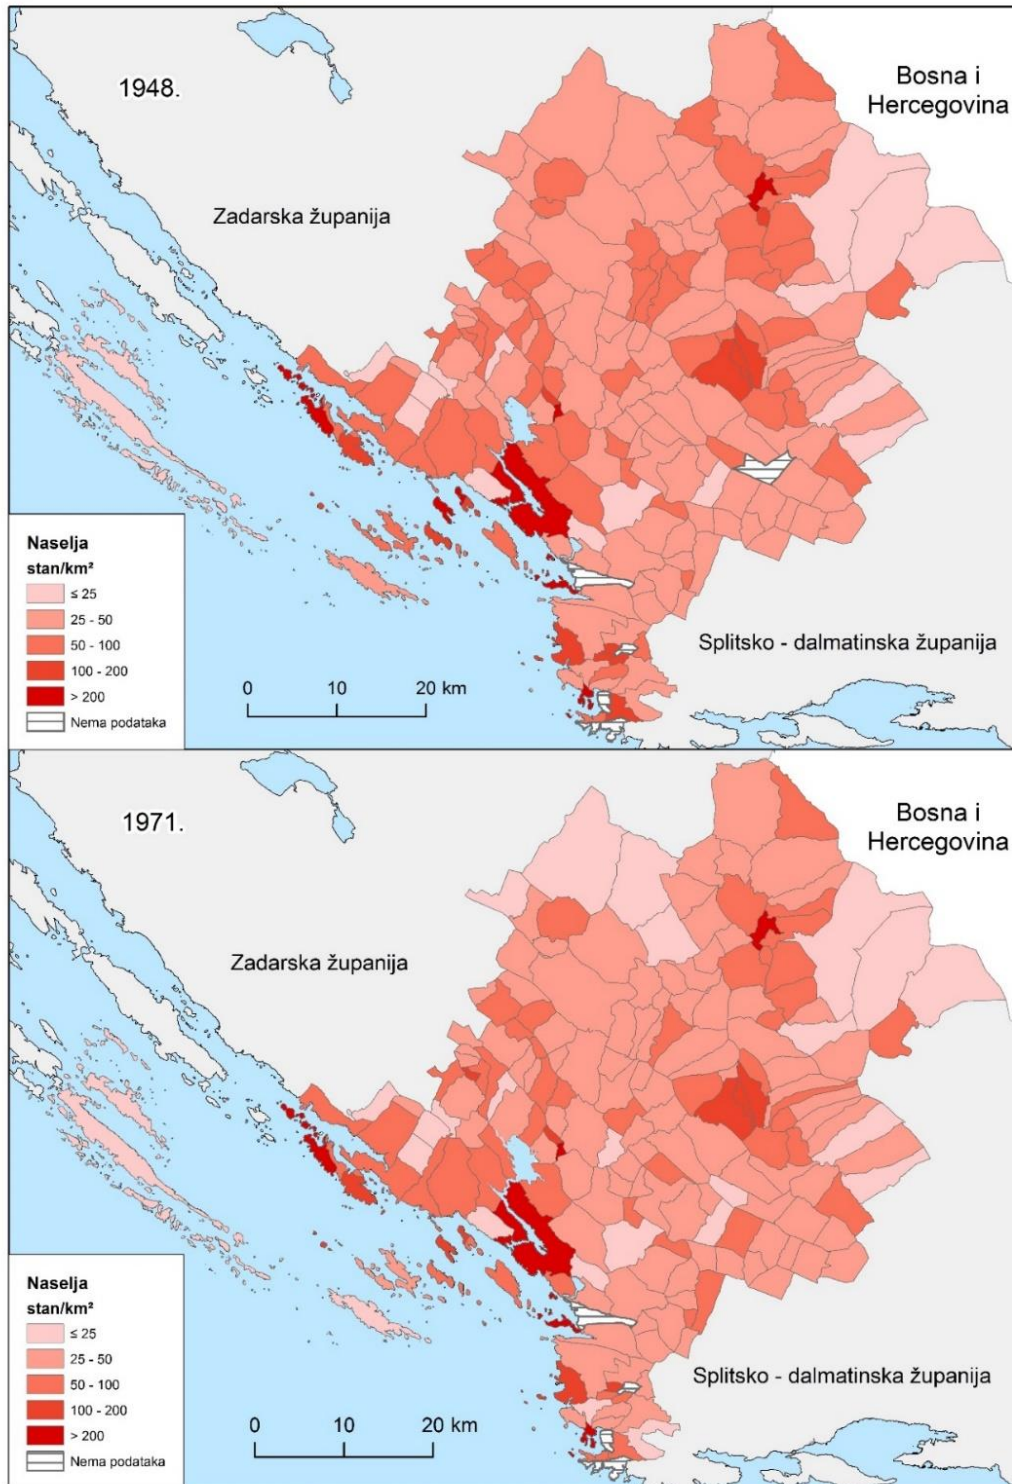 1948.
Bosna i
Hercegovina
Zadarska županija
Naselja
stan/km²
≤ 25
25 - 50
50 - 100
100 - 200
> 200
Nema podataka
0 10 20 km
Splitsko - dalmatinska županija
1971.
Bosna i
Hercegovina
Zadarska županija
Naselja
stan/km²
≤ 25
25 - 50
50 - 100
100 - 200
> 200
Nema podataka
0 10 20 km
Splitsko - dalmatinska županija